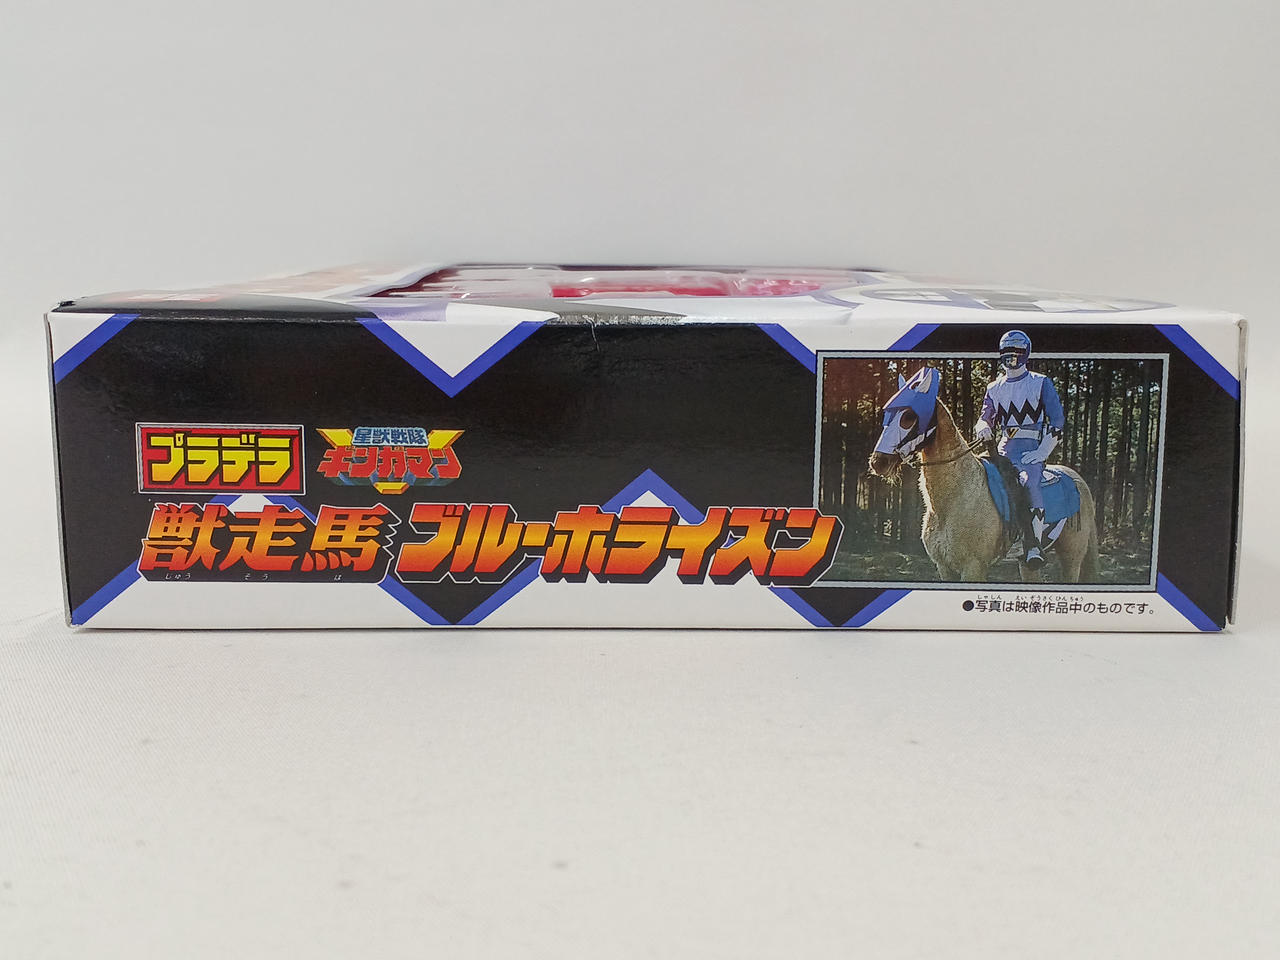 プラデラ
星獣戦隊
ギンガマン
獣走馬 ブルーホライズン
じゅう そう ば
しゃしん えいぞうさくひんちゅう
●写真は映像作品中のものです。